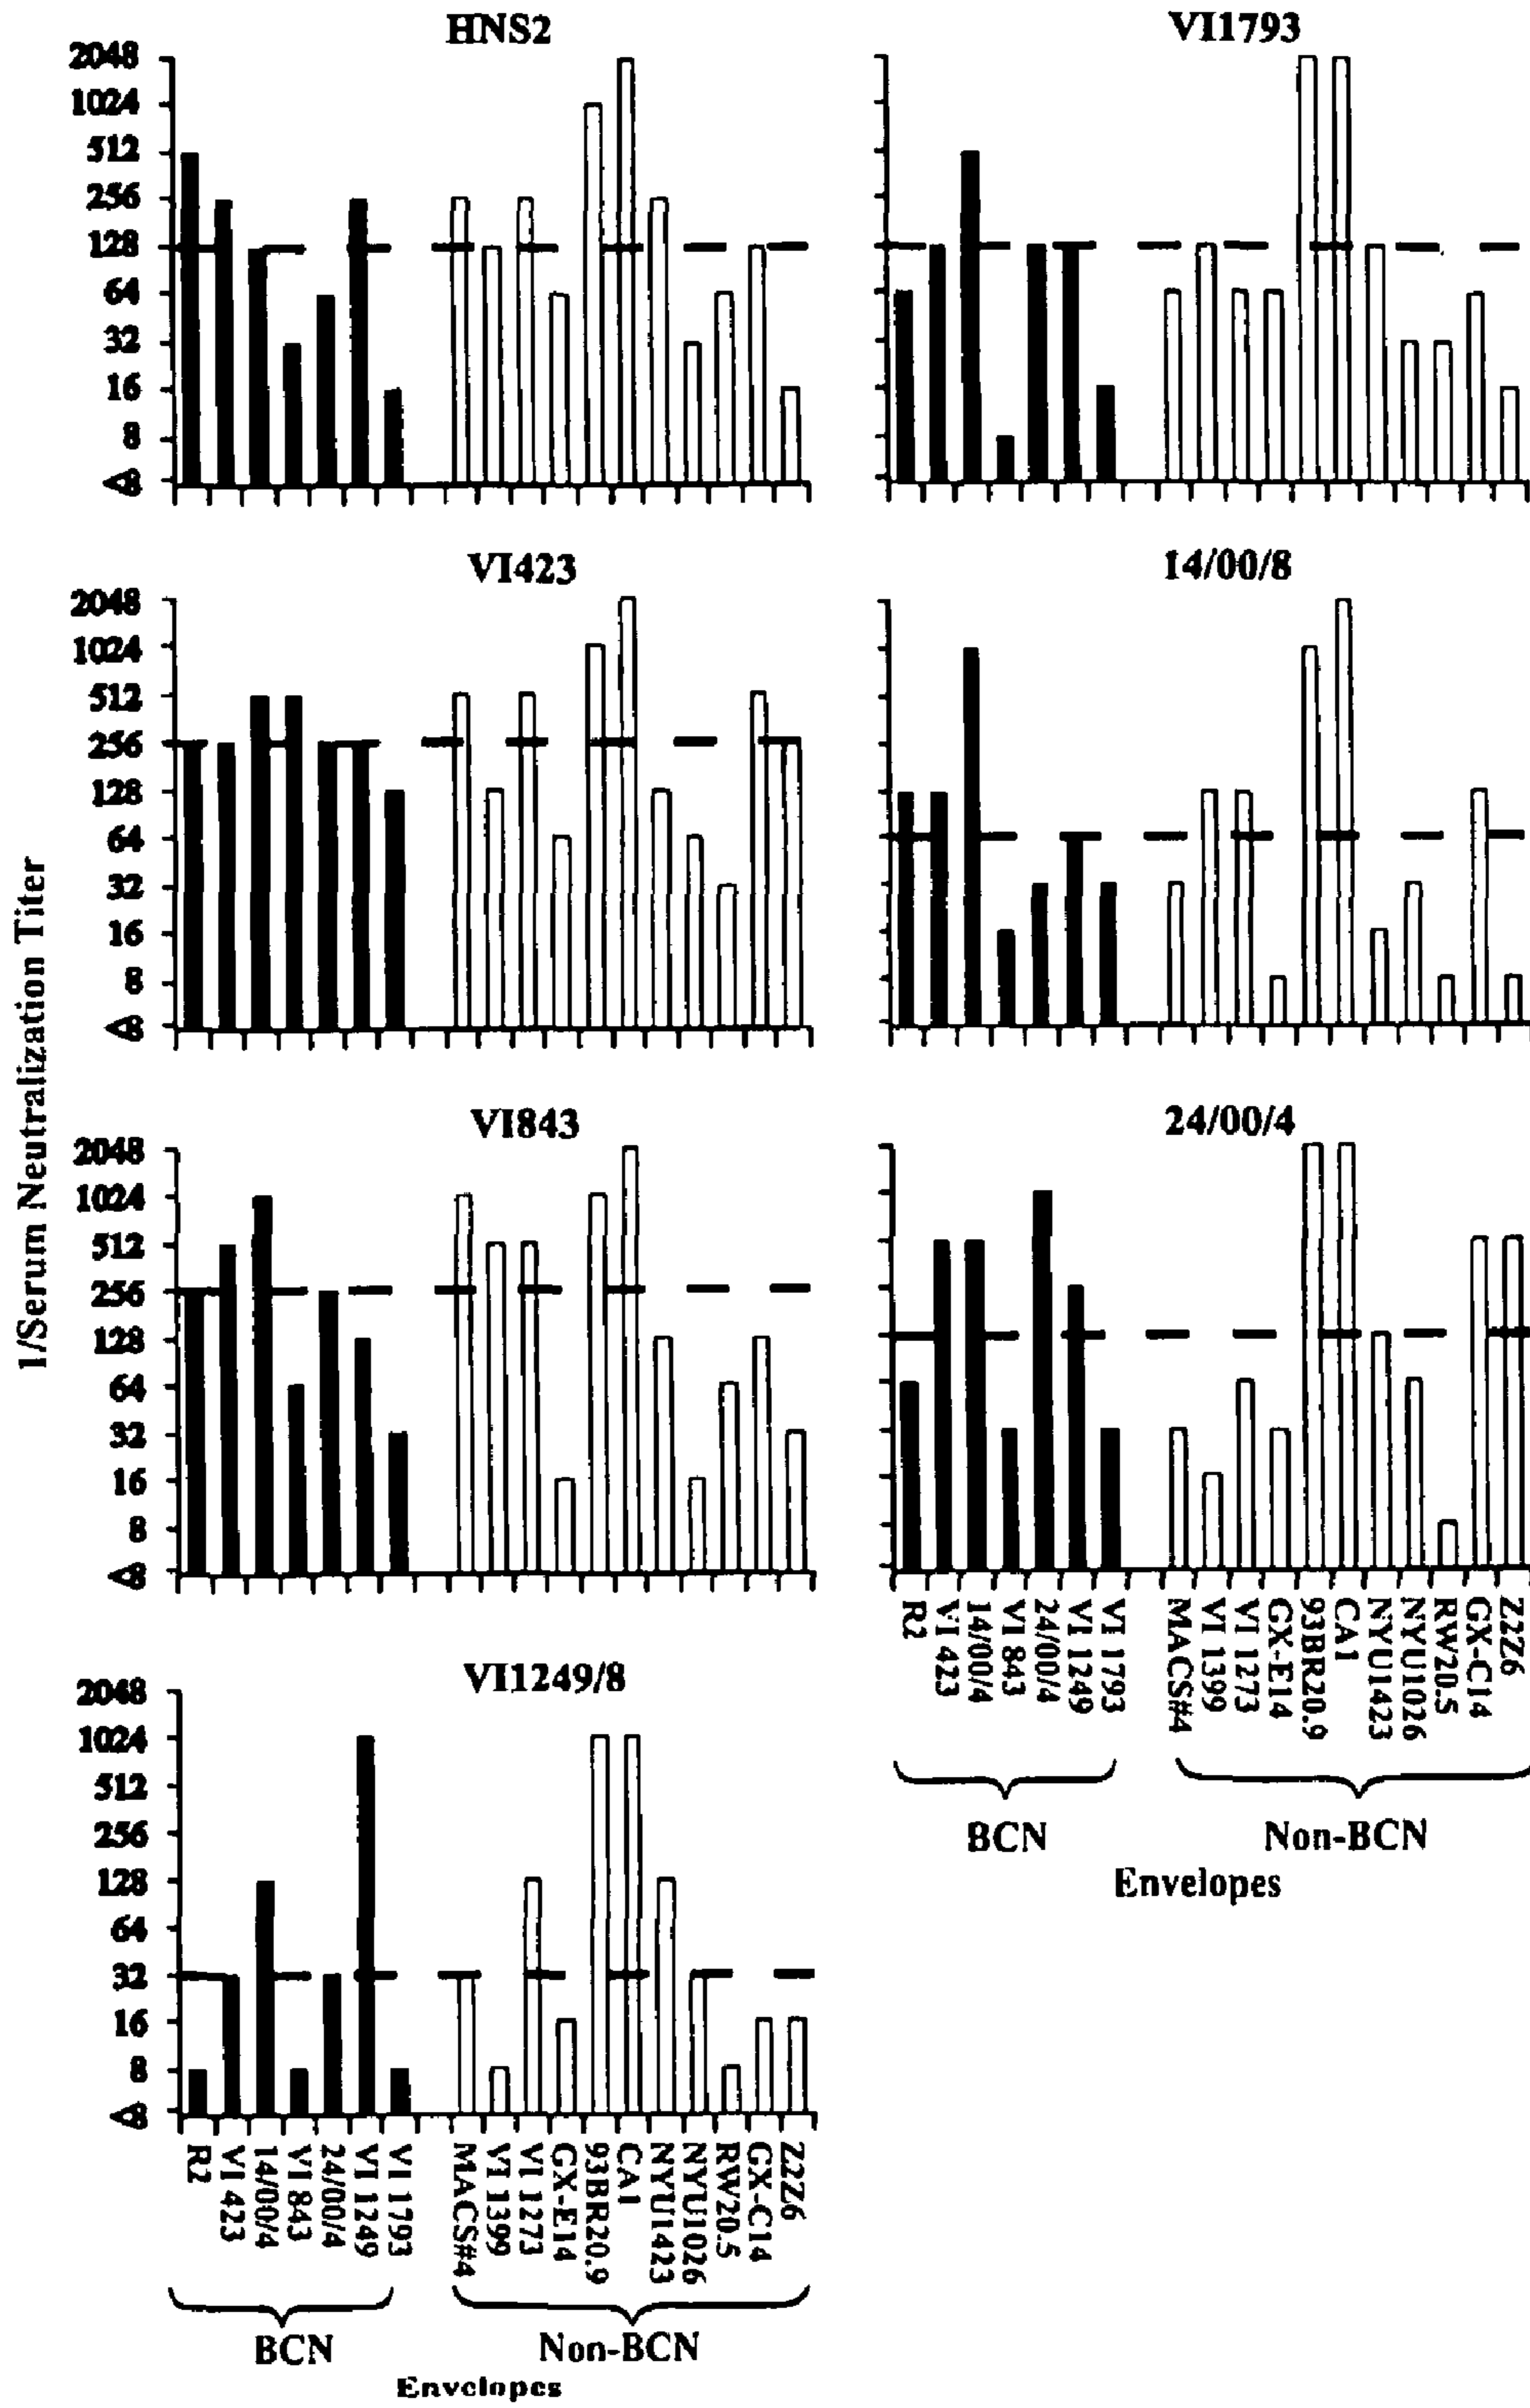 HNS2
2048
1024
512
256
128
64
32
16
8
<8
VI1793
VI423
2048
1024
512
256
128
64
32
16
8
<8
14/00/8
1/Serum Neutralization Titer
VI843
2048
1024
512
256
128
64
32
16
8
<8
24/00/4
R2
VI 423
14/00/4
VI 843
24/00/4
VI 1249
VI 1793
MACS#4
VI 1399
VI 1273
GX-E14
93BR20.9
CA1
NYU1423
NYU1026
RW20.5
GX-C14
Z2Z6
BCN
Non-BCN
Envelopes
VI1249/8
2048
1024
512
256
128
64
32
16
8
<8
R2
VI 423
14/00/4
VI 843
24/00/4
VI 1249
VI 1793
MACS#4
VI 1399
VI 1273
GX-E14
93BR20.9
CA1
NYU1423
NYU1026
RW20.5
GX-C14
Z2Z6
BCN
Non-BCN
Envelopes